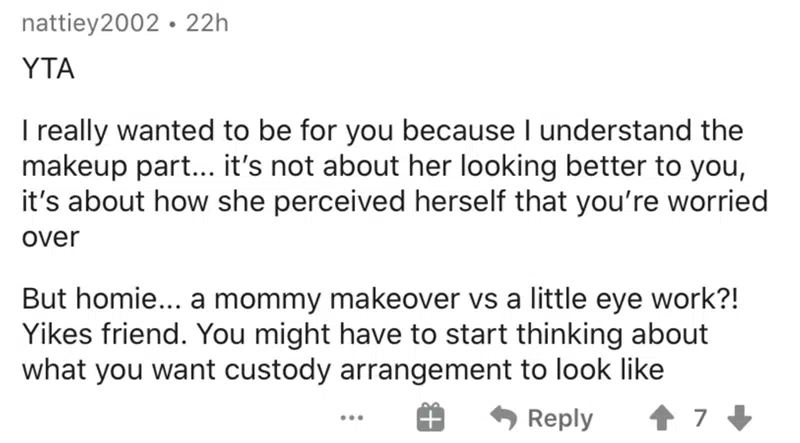 nattiey2002 • 22h
YTA
I really wanted to be for you because I understand the
makeup part... it's not about her looking better to you,
it's about how she perceived herself that you're worried
over
But homie... a mommy makeover vs a little eye work?!
Yikes friend. You might have to start thinking about
what you want custody arrangement to look like
... Reply 7